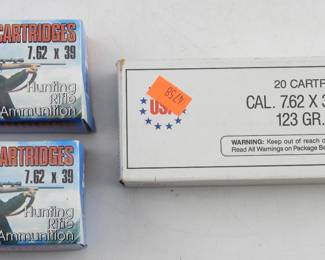 CARTRIDGES
7.62 x 39
Hunting
Rifle
Ammunition
CARTRIDGES
7.62 x 39
Hunting
Rifle
Ammunition
USA
20 CARTR
CAL. 7.62 X 3
123 GR.
WARNING: Keep out of reach o
Read All Warnings on Package Be